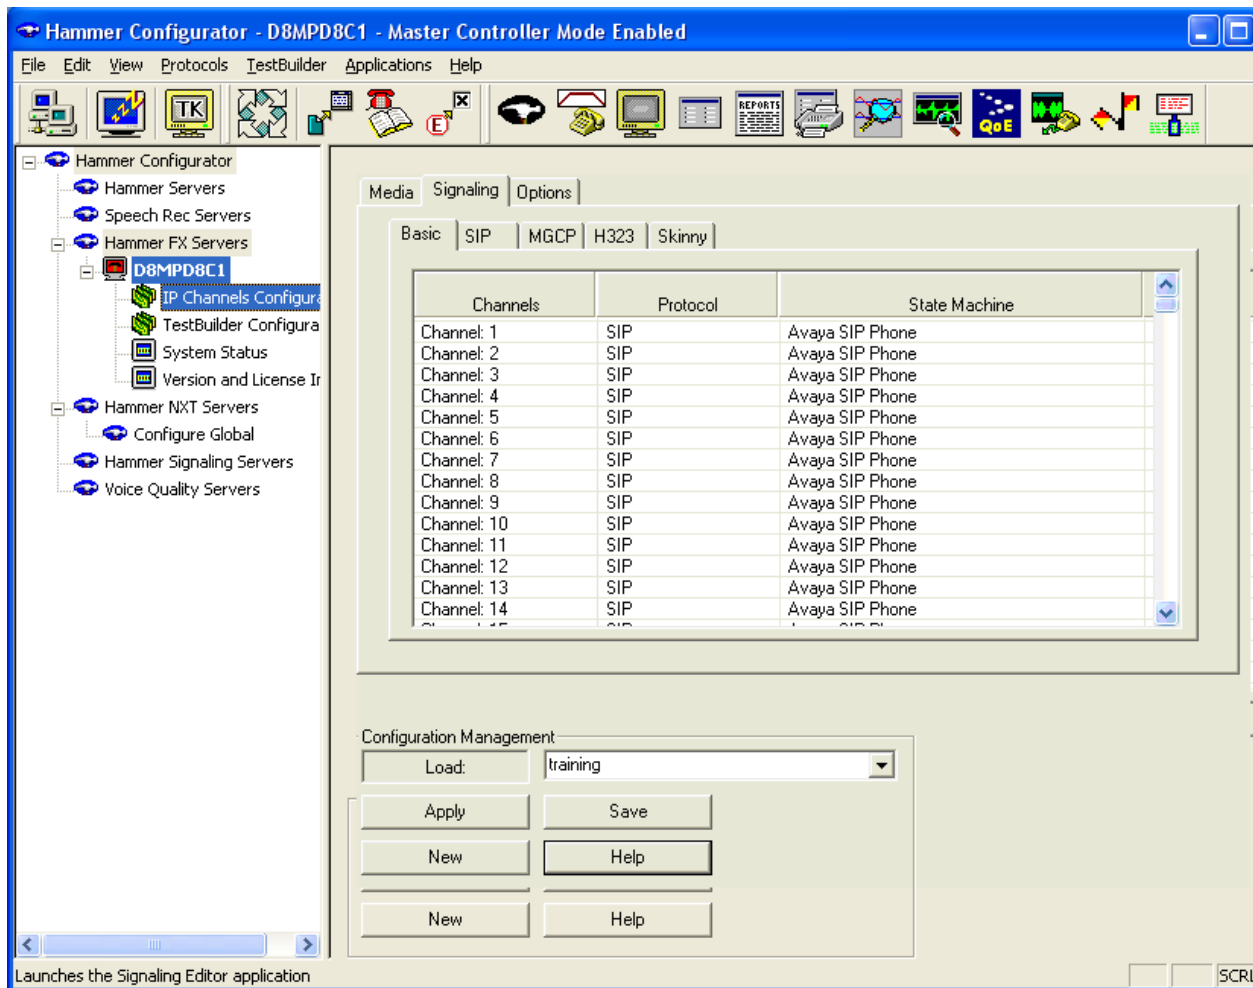 Hammer Configurator - D8MPD8C1 - Master Controller Mode Enabled
File Edit View Protocols TestBuilder Applications Help
TK
E
REPORTS
QoE
Hammer Configurator
Hammer Servers
Speech Rec Servers
Hammer FX Servers
D8MPD8C1
IP Channels Configura
TestBuilder Configura
System Status
Version and License Ir
Hammer NXT Servers
Configure Global
Hammer Signaling Servers
Voice Quality Servers
Media Signaling Options
Basic SIP MGCP H323 Skinny
Channels Protocol State Machine
Channel: 1 SIP Avaya SIP Phone
Channel: 2 SIP Avaya SIP Phone
Channel: 3 SIP Avaya SIP Phone
Channel: 4 SIP Avaya SIP Phone
Channel: 5 SIP Avaya SIP Phone
Channel: 6 SIP Avaya SIP Phone
Channel: 7 SIP Avaya SIP Phone
Channel: 8 SIP Avaya SIP Phone
Channel: 9 SIP Avaya SIP Phone
Channel: 10 SIP Avaya SIP Phone
Channel: 11 SIP Avaya SIP Phone
Channel: 12 SIP Avaya SIP Phone
Channel: 13 SIP Avaya SIP Phone
Channel: 14 SIP Avaya SIP Phone
Configuration Management
Load: training
Apply Save
New Help
New Help
Launches the Signaling Editor application
SCRL